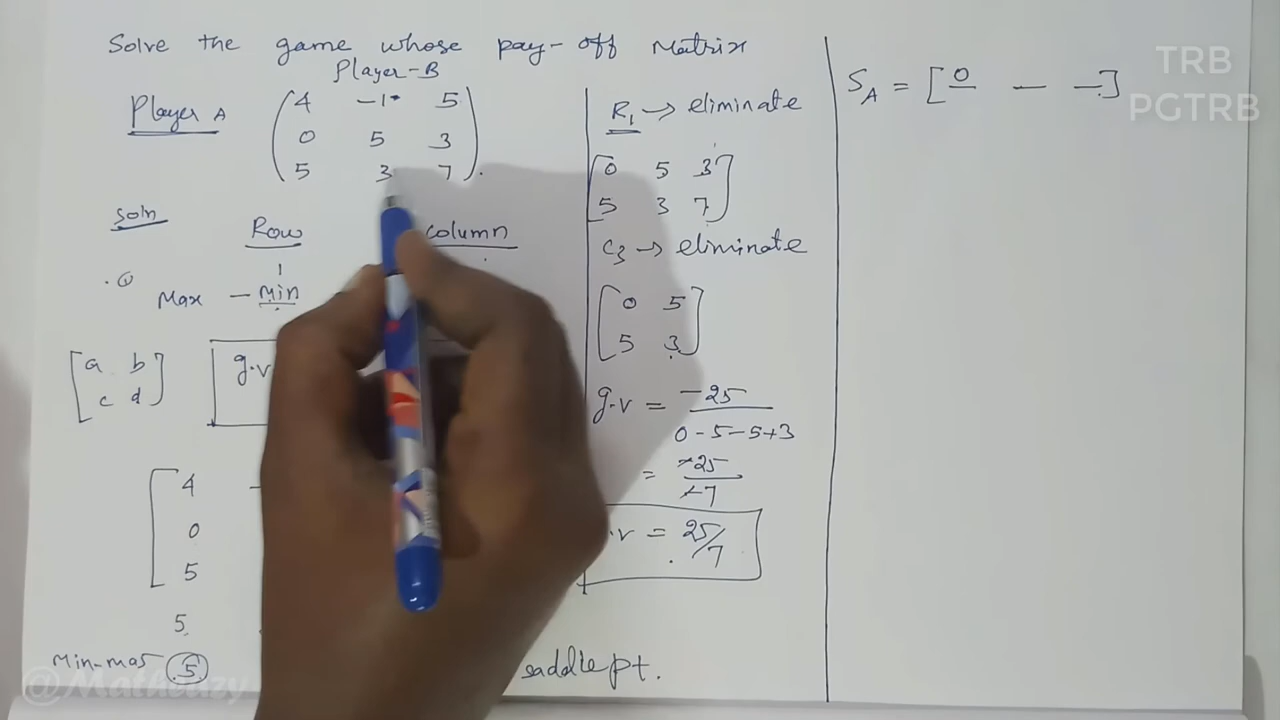 Solve the game whose pay-off Matrix
Player-B
Player A
4 -1 5
0 5 3
5 3 7
Soln
Row column
① Max - min
[a b
c d]
g.v
4
0
5
5
Min-max 5
saddle pt.
R₁ → eliminate
[0 5 3
5 3 7]
C₃ → eliminate
[0 5
5 3]
g.v = -25 / 0-5-5+3
= -25 / -7
.v = 25/7
S_A = [0 — —]
TRB
PGTRB
@Matheazy